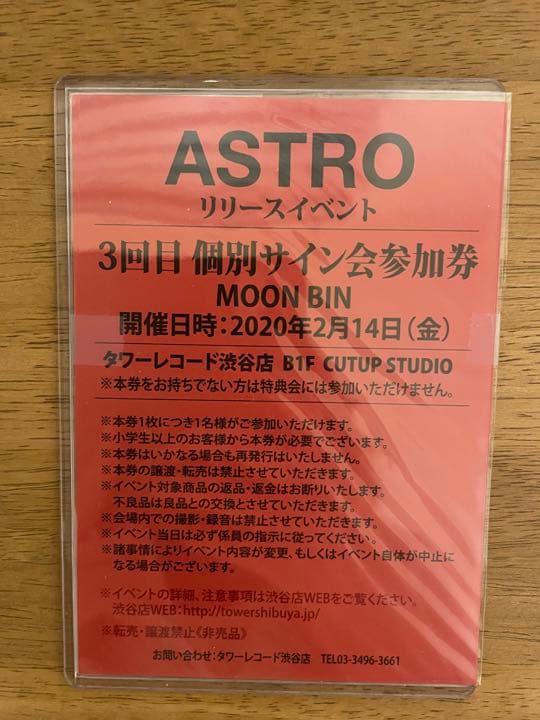 ASTRO
リリースイベント
3回目 個別サイン会参加券
MOON BIN
開催日時：2020年2月14日（金）
タワーレコード渋谷店 B1F CUTUP STUDIO
※本券をお持ちでない方は特典会には参加いただけません。
※本券1枚につき1名様がご参加いただけます。
※小学生以上のお客様から本券が必要でございます。
※本券はいかなる場合も再発行はいたしません。
※本券の譲渡・転売は禁止させていただきます。
※イベント対象商品の返品・返金はお断りいたします。
不良品は良品との交換とさせていただきます。
※会場内での撮影・録音は禁止させていただきます。
※イベント当日は必ず係員の指示に従ってください。
※諸事情によりイベント内容が変更、もしくはイベント自体が中止に
なる場合がございます。
※イベントの詳細、注意事項は渋谷店WEBをご覧ください。
渋谷店WEB：http://towershibuya.jp/
※転売・譲渡禁止《非売品》
お問い合わせ：タワーレコード渋谷店 TEL03-3496-3661